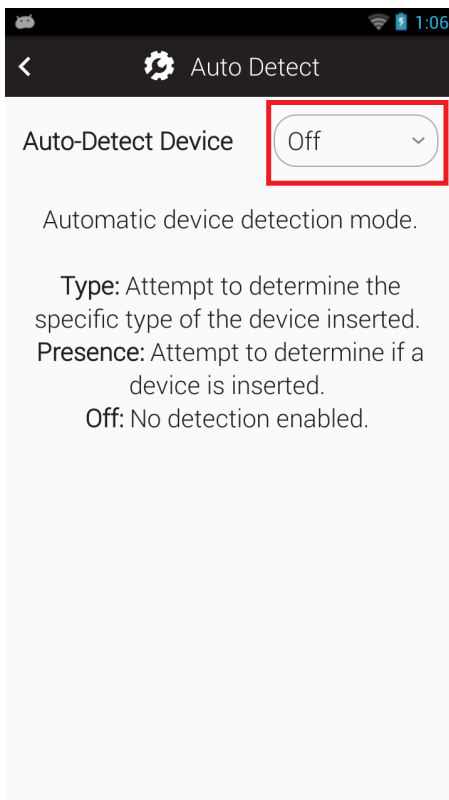 1:06
Auto Detect
Auto-Detect Device
Off
Automatic device detection mode.
Type: Attempt to determine the
specific type of the device inserted.
Presence: Attempt to determine if a
device is inserted.
Off: No detection enabled.